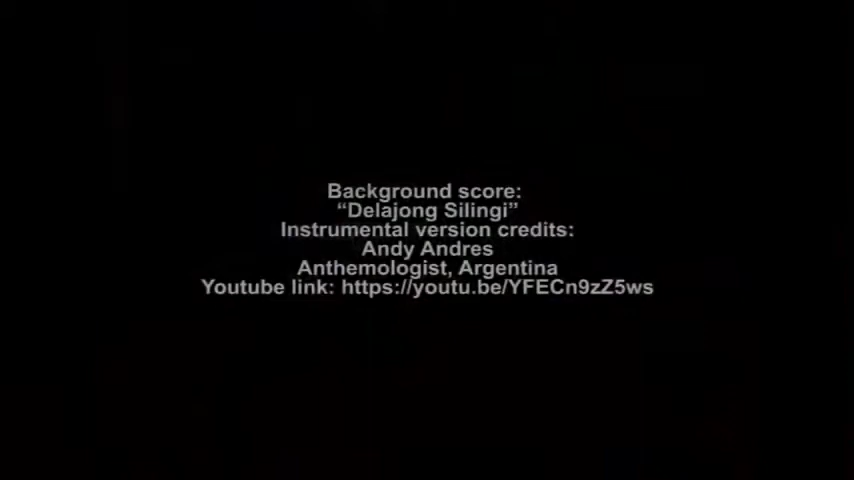 Background score:
“Delajong Silingi”
Instrumental version credits:
Andy Andres
Anthemologist, Argentina
Youtube link: https://youtu.be/YFECn9zZ5ws